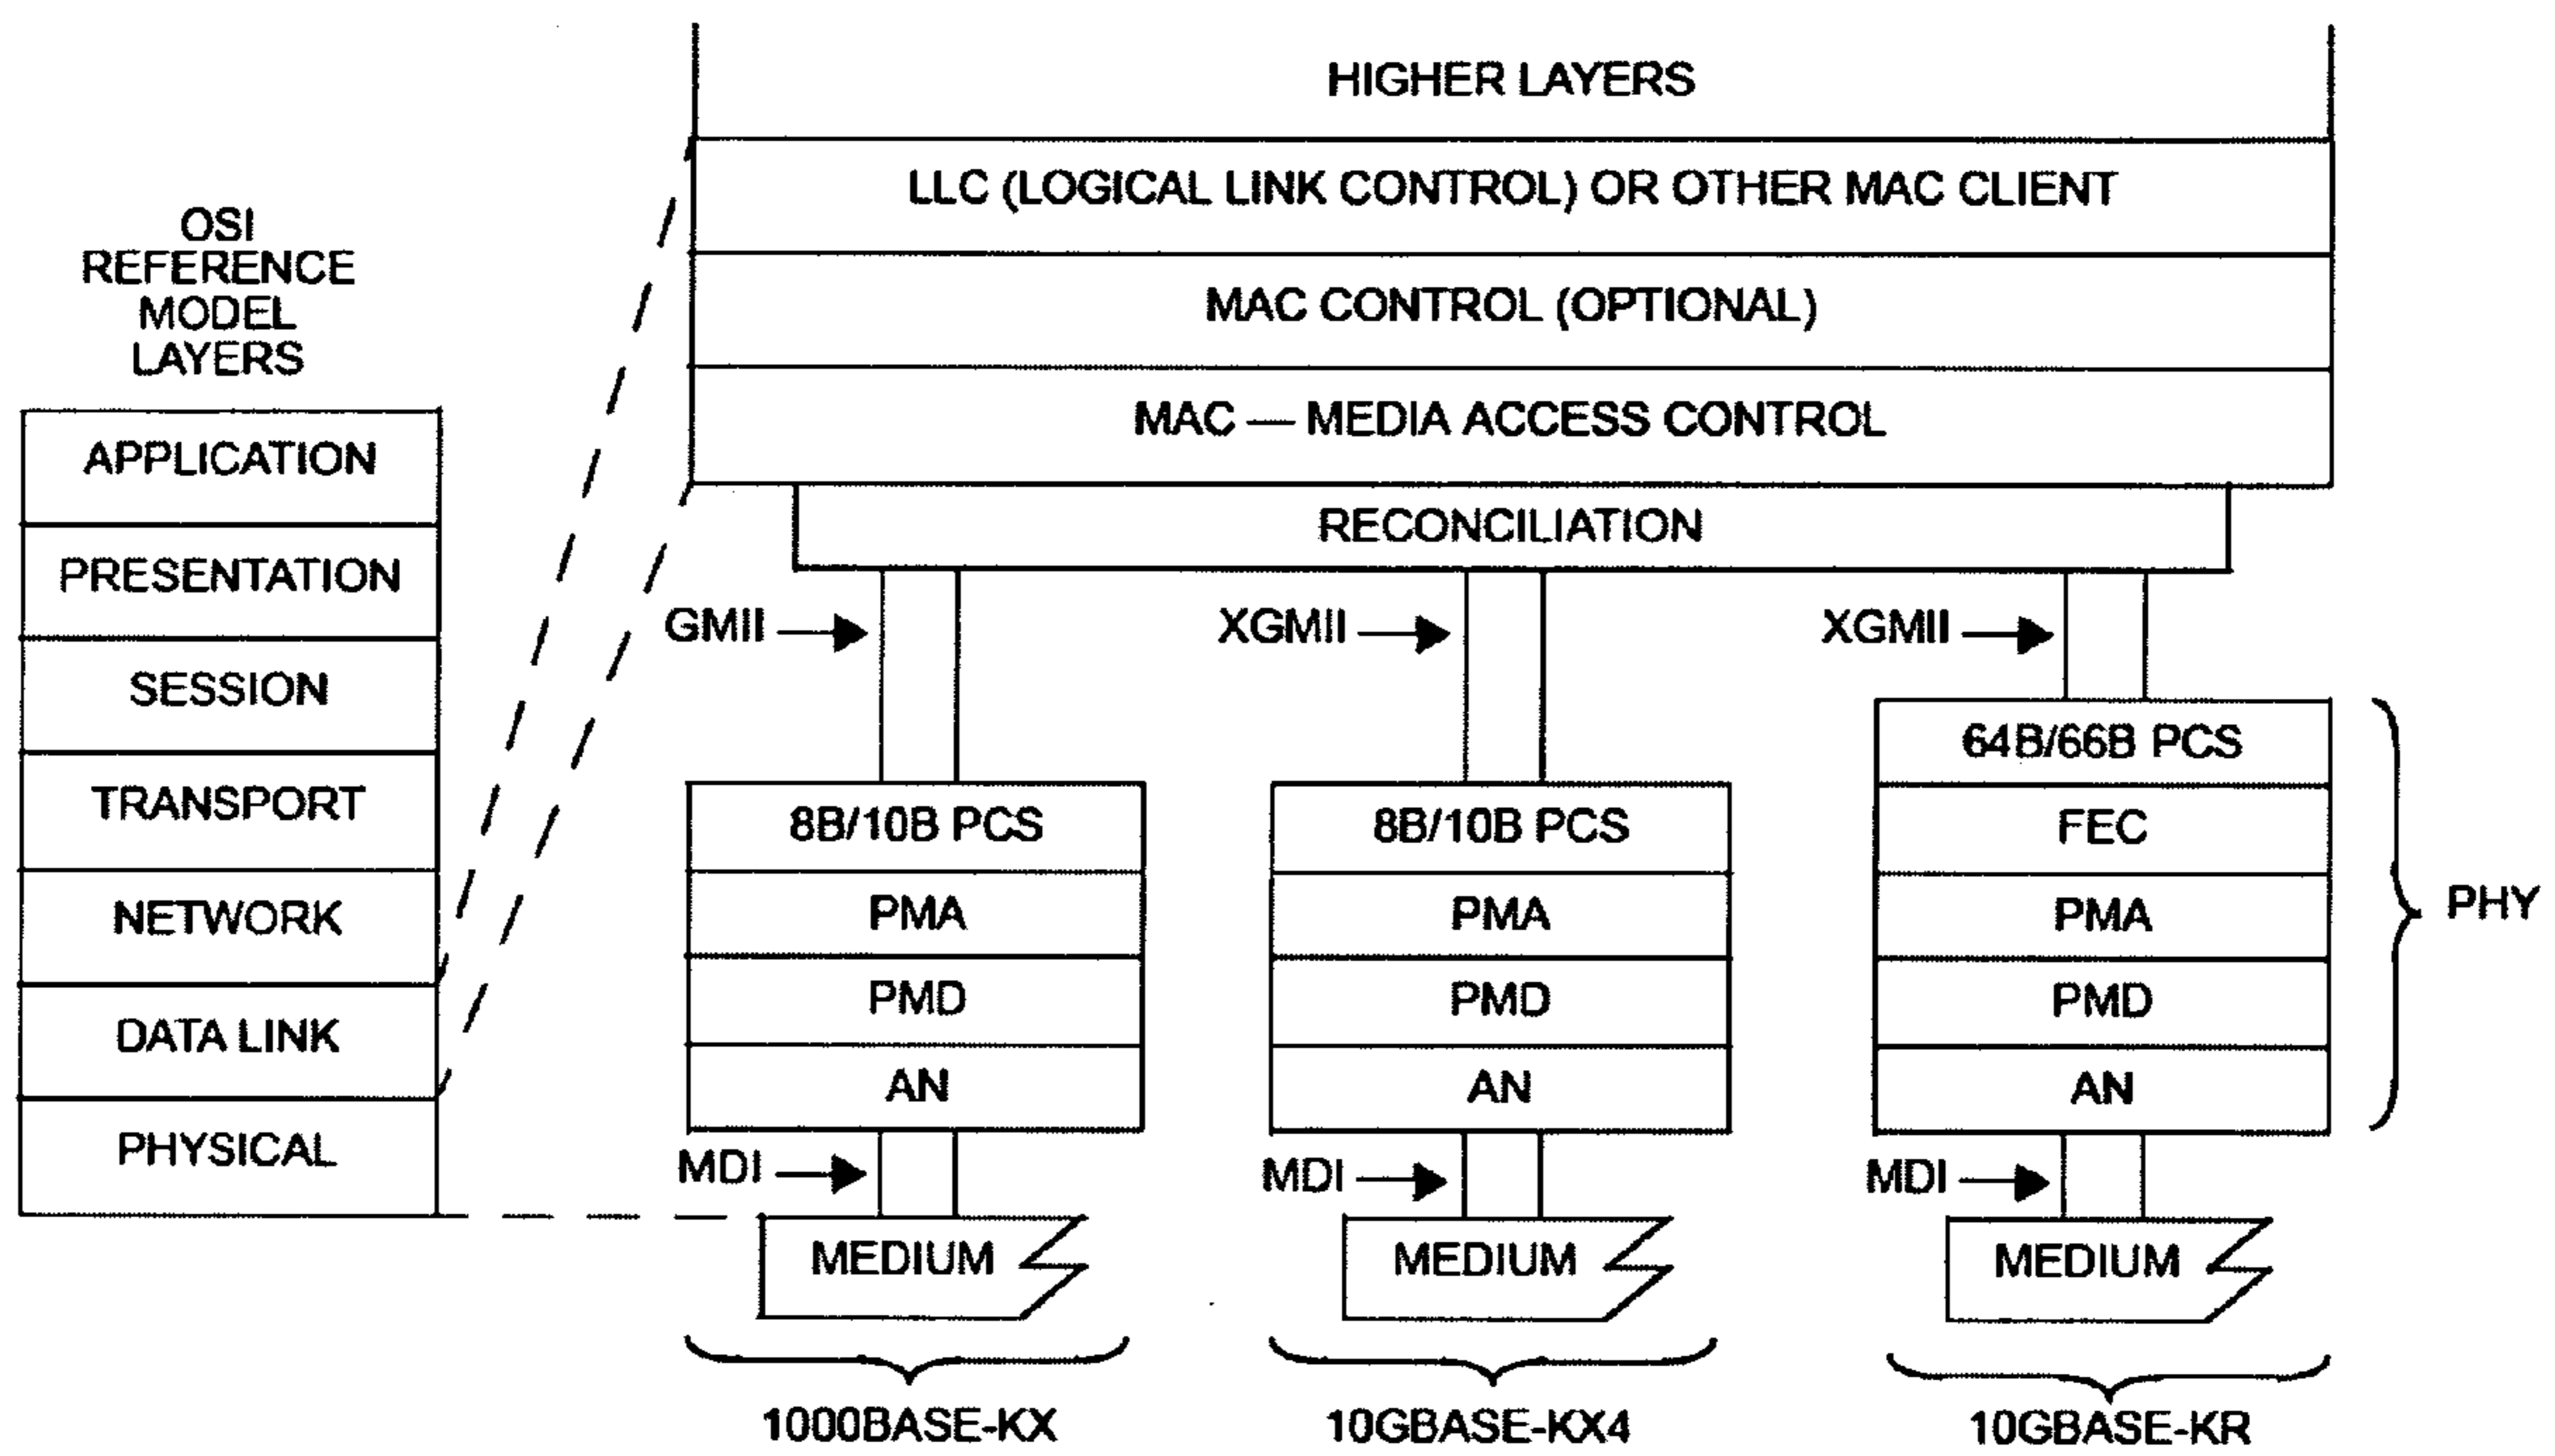 HIGHER LAYERS
LLC (LOGICAL LINK CONTROL) OR OTHER MAC CLIENT
MAC CONTROL (OPTIONAL)
MAC — MEDIA ACCESS CONTROL
RECONCILIATION
OSI
REFERENCE
MODEL
LAYERS
APPLICATION
PRESENTATION
SESSION
TRANSPORT
NETWORK
DATA LINK
PHYSICAL
GMII
8B/10B PCS
PMA
PMD
AN
MDI
MEDIUM
1000BASE-KX
XGMII
8B/10B PCS
PMA
PMD
AN
MDI
MEDIUM
10GBASE-KX4
XGMII
64B/66B PCS
FEC
PMA
PMD
AN
PHY
MDI
MEDIUM
10GBASE-KR